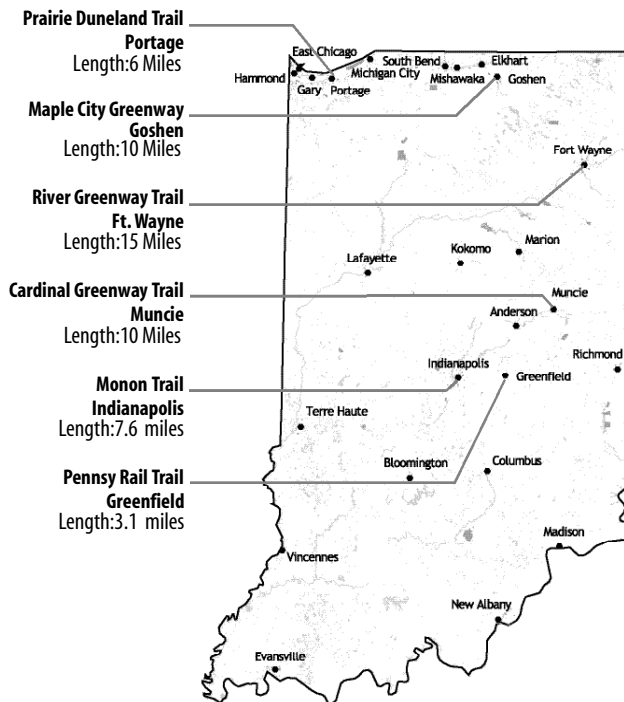 Prairie Duneland Trail
Portage
Length:6 Miles
Maple City Greenway
Goshen
Length:10 Miles
River Greenway Trail
Ft. Wayne
Length:15 Miles
Cardinal Greenway Trail
Muncie
Length:10 Miles
Monon Trail
Indianapolis
Length:7.6 miles
Pennsy Rail Trail
Greenfield
Length:3.1 miles
East Chicago
Hammond
Gary
Portage
Michigan City
South Bend
Mishawaka
Elkhart
Goshen
Fort Wayne
Lafayette
Kokomo
Marion
Muncie
Anderson
Indianapolis
Greenfield
Richmond
Terre Haute
Bloomington
Columbus
Vincennes
Madison
New Albany
Evansville